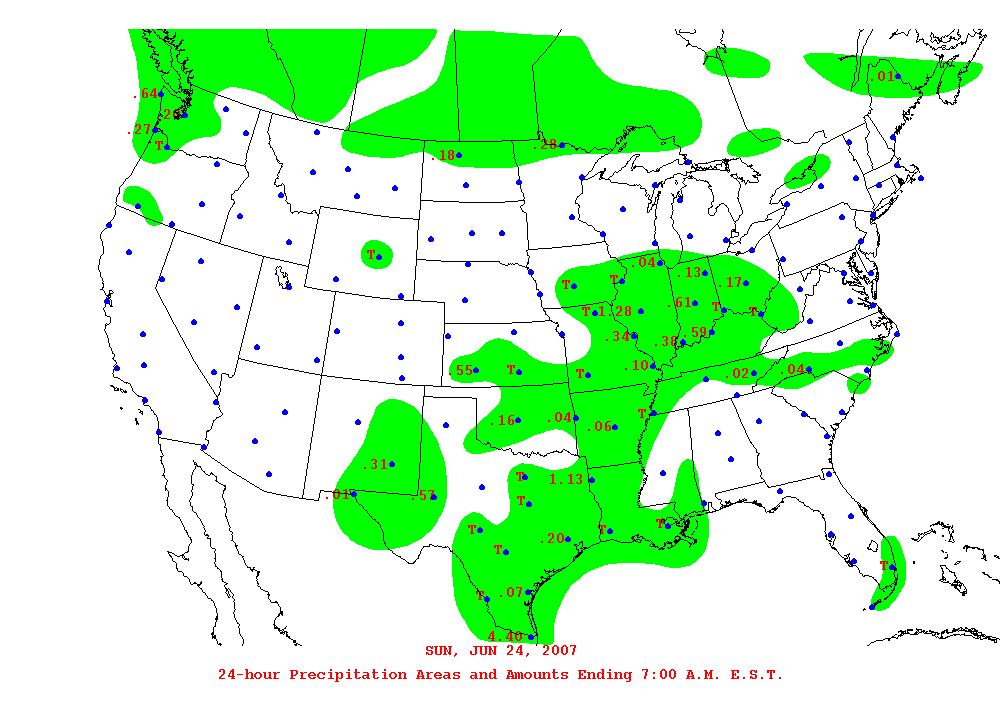 .01
.64
.27
T
.28
.18
T
.04
.13
.17
T
T
.61
T
T
T 1.28
.34
.38
.59
.10
.55
T
T
.02
.04
.16
.04
.06
T
.31
.01
.57
T
1.13
T
T
T
T
.20
T
T
.07
T
4.40
SUN, JUN 24, 2007
24-hour Precipitation Areas and Amounts Ending 7:00 A.M. E.S.T.